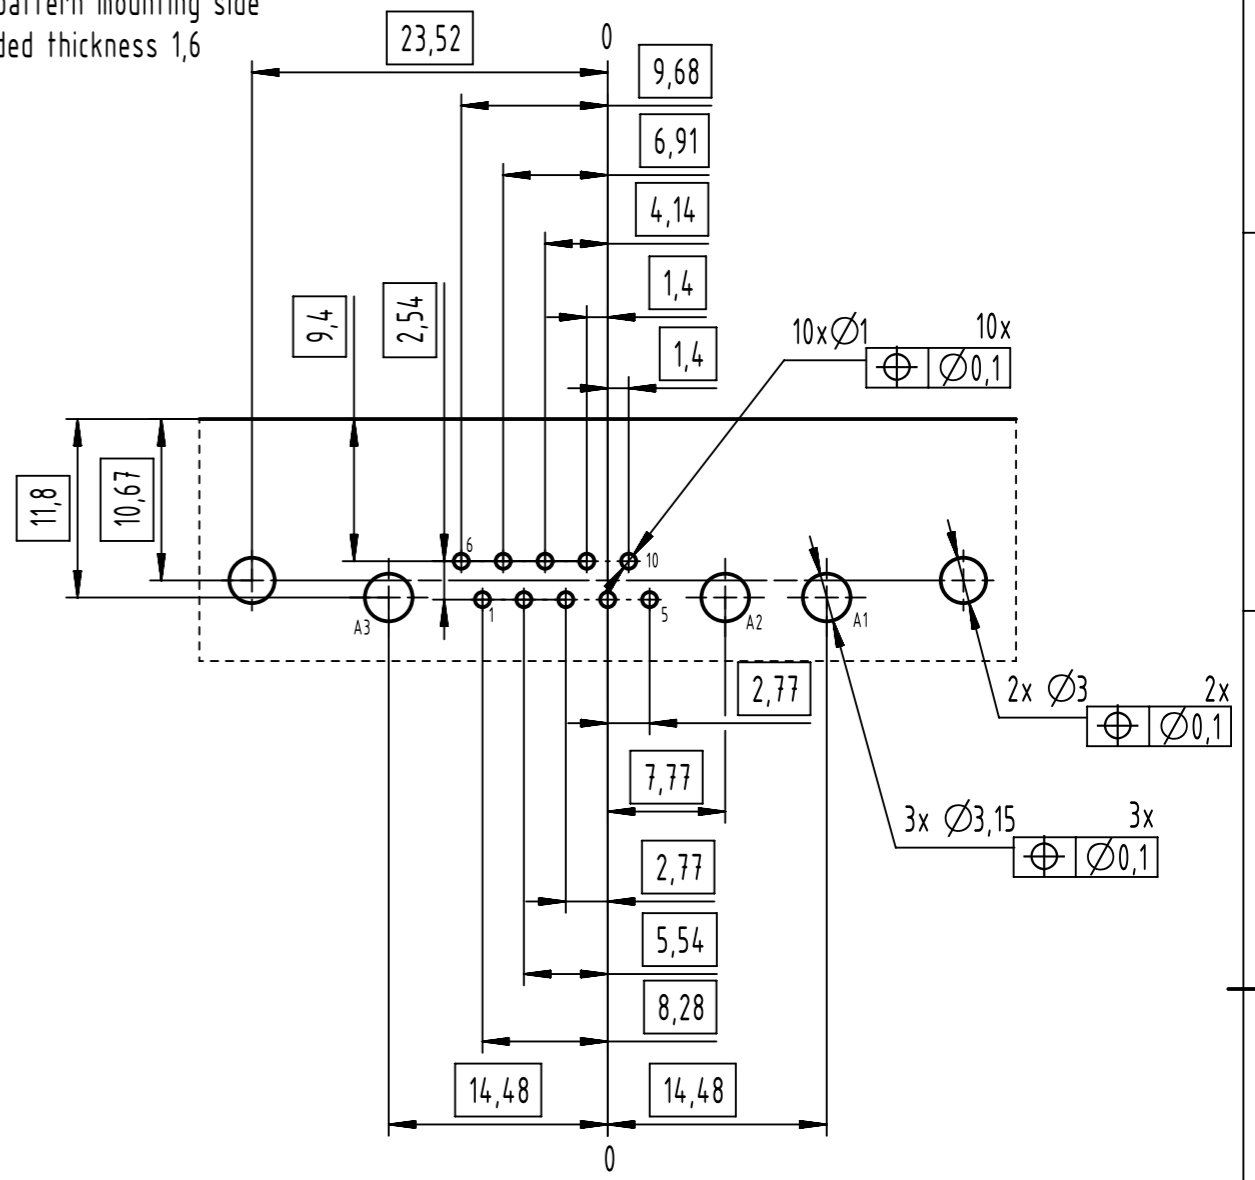 pattern mounting side
ded thickness 1,6
23,52
0
9,68
6,91
4,14
1,4
1,4
9,4
2,54
10x∅1
10x
∅0,1
11,8
10,67
6
10
A3
1
5
A2
A1
2,77
2x ∅3
2x
∅0,1
7,77
3x ∅3,15
3x
∅0,1
2,77
5,54
8,28
14,48
14,48
0